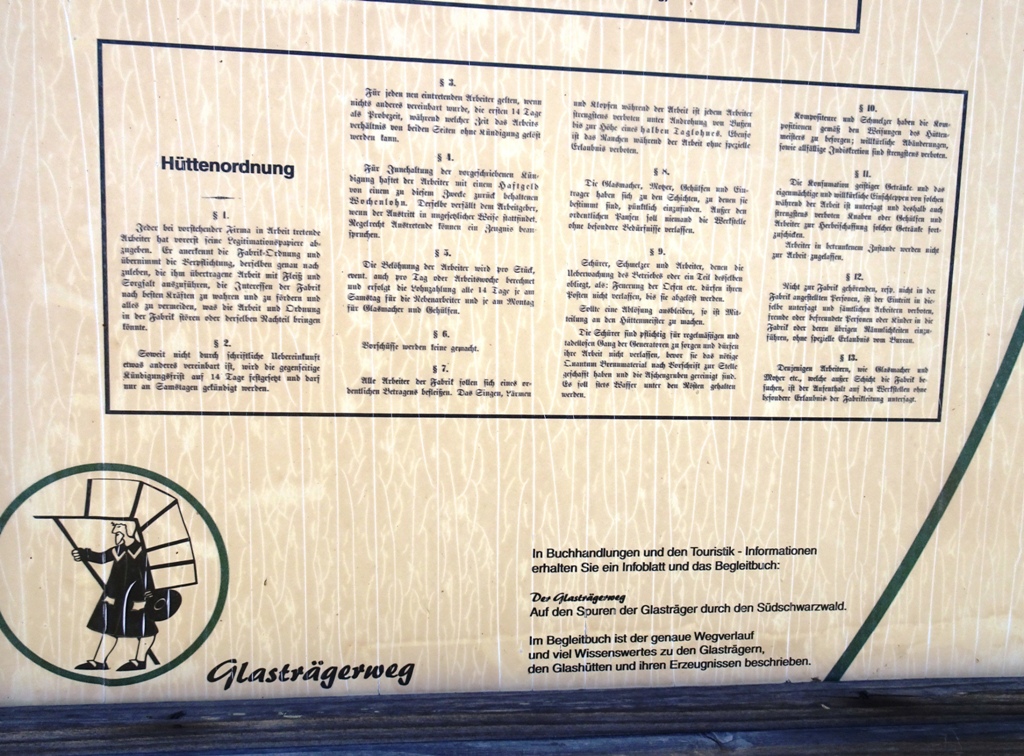 Hüttenordnung
§ 1.
Jeder bei vorstehender Firma in Arbeit tretende
Arbeiter hat vorerst seine Legitimationspapiere ab-
zugeben. Er anerkennt die Fabrik-Ordnung und
übernimmt die Verpflichtung, derselben genau nach
zuleben, die ihm übertragene Arbeit mit Fleiß und
Sorgfalt auszuführen, die Interessen der Fabrik
nach besten Kräften zu wahren und zu fördern und
alles zu vermeiden, was die Arbeit und Ordnung
in der Fabrik stören oder derselben Nachteil bringen
könnte.
§ 2.
Soweit nicht durch schriftliche Uebereinkunft
etwas anderes vereinbart ist, wird die gegenseitige
Kündigungsfrist auf 14 Tage festgesetzt und darf
nur an Samstagen gekündigt werden.
§ 3.
Für jeden neu eintretenden Arbeiter gelten, wenn
nichts anderes vereinbart wurde, die ersten 14 Tage
als Probezeit, während welcher Zeit das Arbeits
verhältnis von beiden Seiten ohne Kündigung gelöst
werden kann.
§ 4.
Für Innehaltung der vorgeschriebenen Kün-
digung haftet der Arbeiter mit einem Haftgeld
von einem zu diesem Zwecke zurück behaltenen
Wochenlohn. Derselbe verfällt dem Arbeitgeber,
wenn der Austritt in ungesetzlicher Weise stattfindet.
Regelrecht Austretende können ein Zeugnis bean-
spruchen.
§ 5.
Die Belöhnung der Arbeiter wird pro Stück,
event. auch pro Tag oder Arbeitswoche berechnet
und erfolgt die Lohnzahlung alle 14 Tage je am
Samstag für die Nebenarbeiter und je am Montag
für Glasmacher und Gehülfen.
§ 6.
Vorschüsse werden keine gemacht.
§ 7.
Alle Arbeiter der Fabrik sollen sich eines or-
dentlichen Betragens befleißen. Das Singen, Lärmen
und Klopfen während der Arbeit ist jedem Arbeiter
strengstens verboten unter Androhung von Bußen
bis zur Höhe eines halben Taglohnes. Ebenso
ist das Rauchen während der Arbeit ohne spezielle
Erlaubnis verboten.
§ 8.
Die Glasmacher, Motzer, Gehülfen und Ein-
träger haben sich zu den Schichten, zu denen sie
bestimmt sind, pünktlich einzufinden. Außer den
ordentlichen Pausen soll niemand die Werkstelle
ohne besondere Bedürfnisse verlassen.
§ 9.
Schürer, Schmelzer und Arbeiter, denen die
Ueberwachung des Betriebes oder ein Teil desselben
obliegt, als: Feuerung der Oefen etc. dürfen ihren
Posten nicht verlassen, bis sie abgelöst werden.
Sollte eine Ablösung ausbleiben, so ist Mit-
teilung an den Hüttenmeister zu machen.
Die Schürer sind pflichtig für regelmäßigen und
tadellosen Gang der Generatoren zu sorgen und dürfen
ihre Arbeit nicht verlassen, bevor sie das nötige
Quantum Brennmaterial nach Vorschrift zur Stelle
geschafft haben und die Aschengruben gereinigt sind.
Es soll stets Wasser unter den Rösten gehalten
werden.
§ 10.
Kompositeure und Schmelzer haben die Kom-
positionen gemäß den Weisungen des Hütten-
meisters zu besorgen; willkürliche Abänderungen,
sowie allfällige Indiskretion sind strengstens verboten.
§ 11.
Die Konsumation geistiger Getränke und das
eigenmächtige und willkürliche Einschleppen von solchen
während der Arbeit ist untersagt und deshalb auch
strengstens verboten Knaben oder Gehülfen und
Arbeiter zur Herbeischaffung solcher Getränke fort-
zuschicken.
Arbeiter in betrunkenem Zustande werden nicht
zur Arbeit zugelassen.
§ 12.
Nicht zur Fabrik gehörenden, resp. nicht in der
Fabrik angestellten Personen, ist der Eintritt in die-
selbe untersagt und sämtlichen Arbeitern verboten,
fremde oder befreundete Personen oder Kinder in die
Fabrik oder deren übrigen Räumlichkeiten einzu-
führen, ohne spezielle Erlaubnis vom Bureau.
§ 13.
Denjenigen Arbeitern, wie Glasmacher und
Motzer etc., welche außer Schicht die Fabrik be-
suchen, ist der Aufenthalt auf den Werkstellen ohne
besondere Erlaubnis der Fabrikleitung untersagt.
Glasträgerweg
In Buchhandlungen und den Touristik - Informationen
erhalten Sie ein Infoblatt und das Begleitbuch:
Der Glasträgerweg
Auf den Spuren der Glasträger durch den Südschwarzwald.
Im Begleitbuch ist der genaue Wegverlauf
und viel Wissenswertes zu den Glasträgern,
den Glashütten und ihren Erzeugnissen beschrieben.